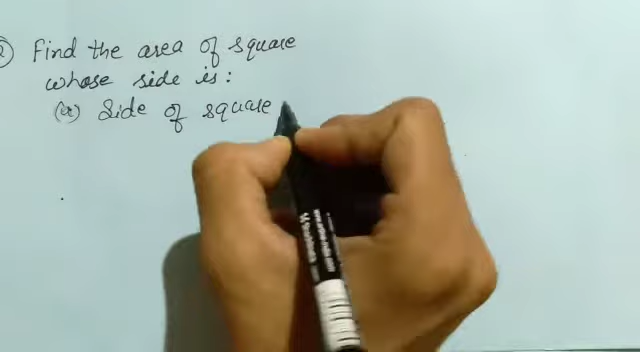 Find the area of square
whose side is:
(a) Side of square